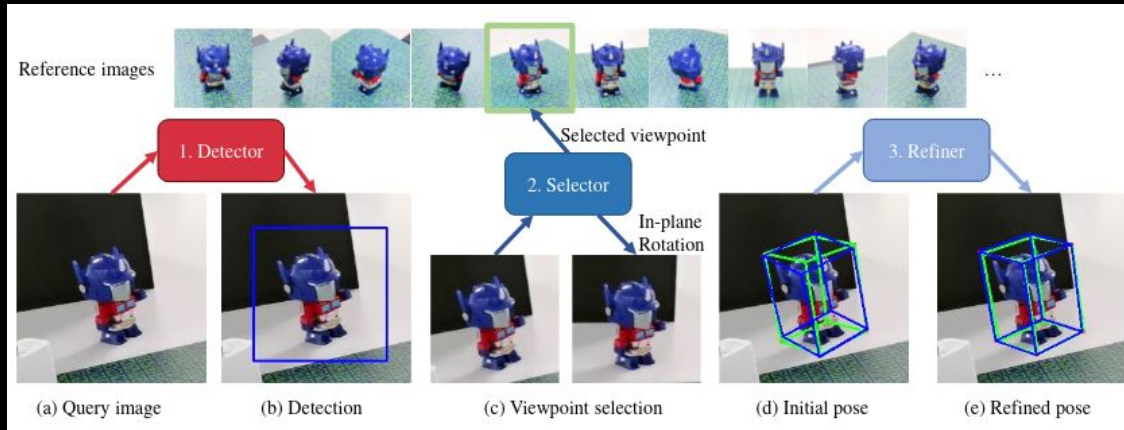 Reference images
...
Selected viewpoint
1. Detector
2. Selector
3. Refiner
In-plane
Rotation
(a) Query image
(b) Detection
(c) Viewpoint selection
(d) Initial pose
(e) Refined pose